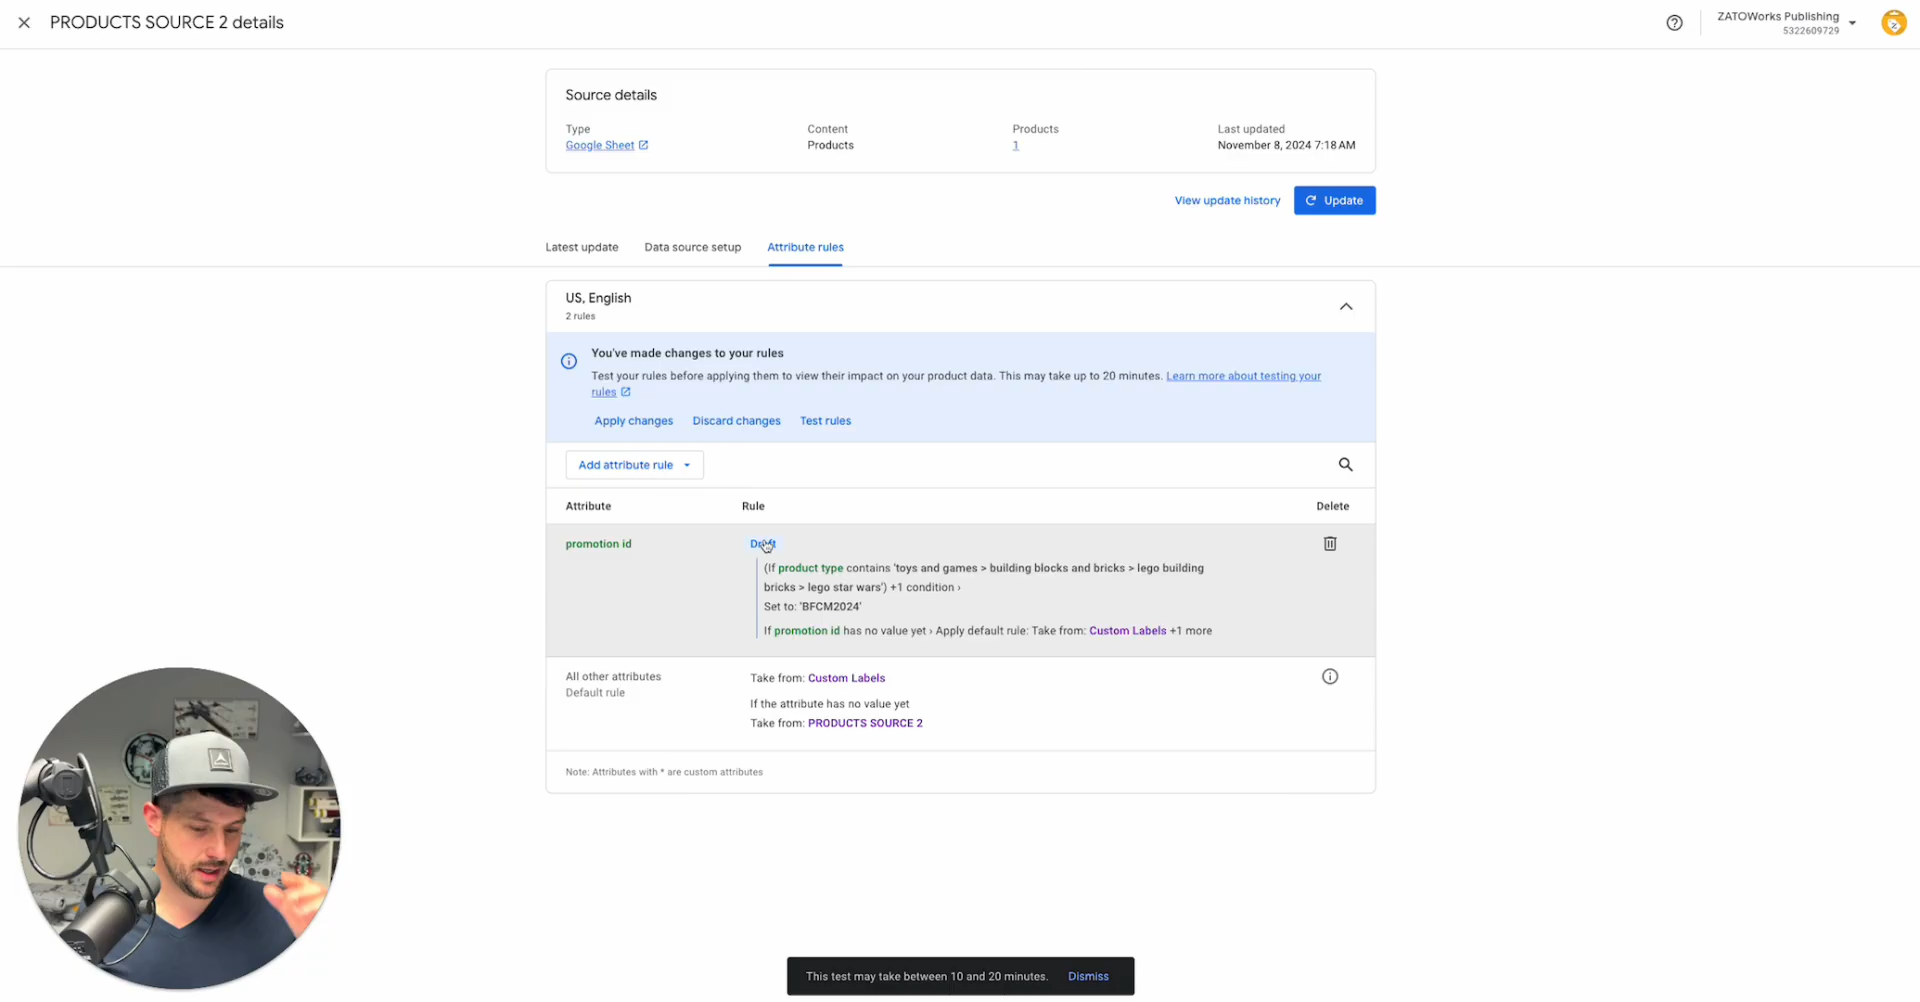 PRODUCTS SOURCE 2 details
ZATOWorks Publishing
5322609729
Source details
Type
Content
Products
Last updated
Google Sheet
Products
1
November 8, 2024 7:18 AM
View update history
Update
Latest update
Data source setup
Attribute rules
US, English
2 rules
You've made changes to your rules
Test your rules before applying them to view their impact on your product data. This may take up to 20 minutes. Learn more about testing your
rules
Apply changes
Discard changes
Test rules
Add attribute rule
Attribute
Rule
Delete
promotion id
Draft
(If product type contains 'toys and games > building blocks and bricks > lego building
bricks > lego star wars') +1 condition ›
Set to: 'BFCM2024'
If promotion id has no value yet › Apply default rule: Take from: Custom Labels +1 more
All other attributes
Default rule
Take from: Custom Labels
If the attribute has no value yet
Take from: PRODUCTS SOURCE 2
Note: Attributes with * are custom attributes
This test may take between 10 and 20 minutes.
Dismiss